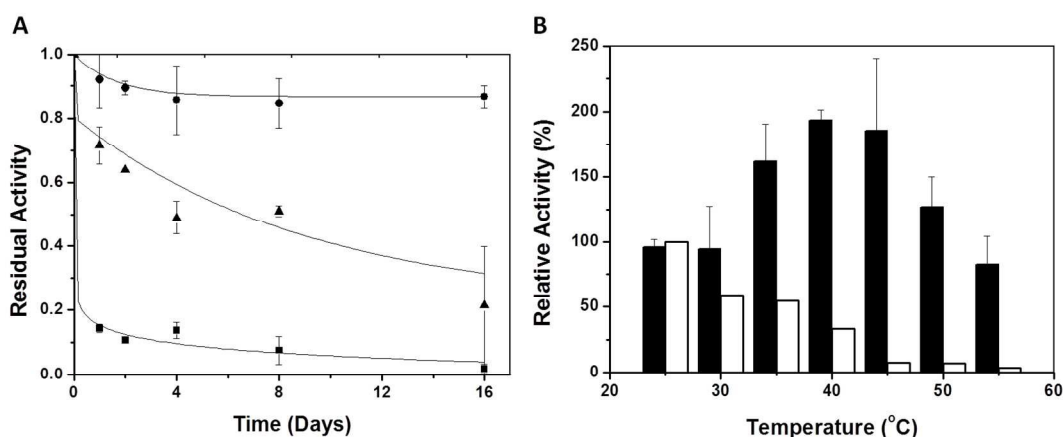 A
B
1.0
0.8
0.6
0.4
0.2
0.0
Residual Activity
0 4 8 12 16
Time (Days)
250
200
150
100
50
0
Relative Activity (%)
20 30 40 50 60
Temperature (°C)